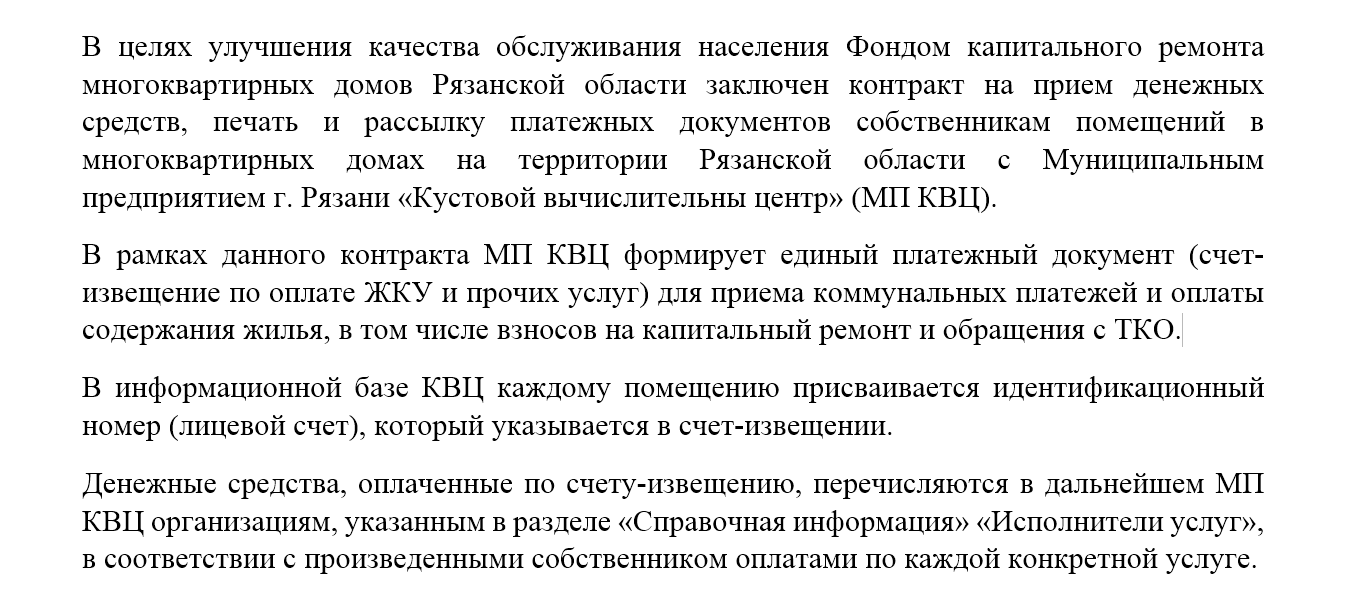 В целях улучшения качества обслуживания населения Фондом капитального ремонта
многоквартирных домов Рязанской области заключен контракт на прием денежных
средств, печать и рассылку платежных документов собственникам помещений в
многоквартирных домах на территории Рязанской области с Муниципальным
предприятием г. Рязани «Кустовой вычислительны центр» (МП КВЦ).
В рамках данного контракта МП КВЦ формирует единый платежный документ (счет-
извещение по оплате ЖКУ и прочих услуг) для приема коммунальных платежей и оплаты
содержания жилья, в том числе взносов на капитальный ремонт и обращения с ТКО.
В информационной базе КВЦ каждому помещению присваивается идентификационный
номер (лицевой счет), который указывается в счет-извещении.
Денежные средства, оплаченные по счету-извещению, перечисляются в дальнейшем МП
КВЦ организациям, указанным в разделе «Справочная информация» «Исполнители услуг»,
в соответствии с произведенными собственником оплатами по каждой конкретной услуге.